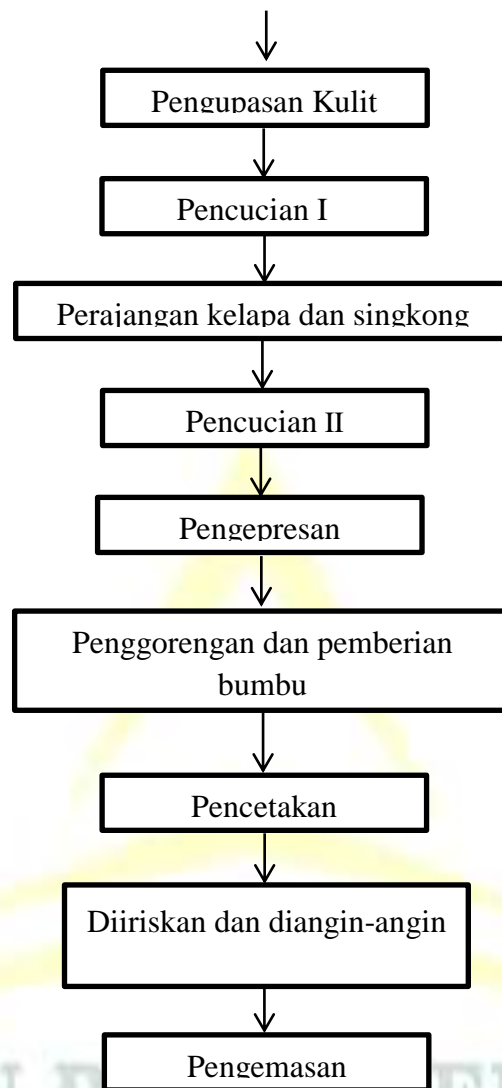 Pengupasan Kulit
Pencucian I
Perajangan kelapa dan singkong
Pencucian II
Pengepresan
Penggorengan dan pemberian
bumbu
Pencetakan
Diiriskan dan diangin-angin
Pengemasan